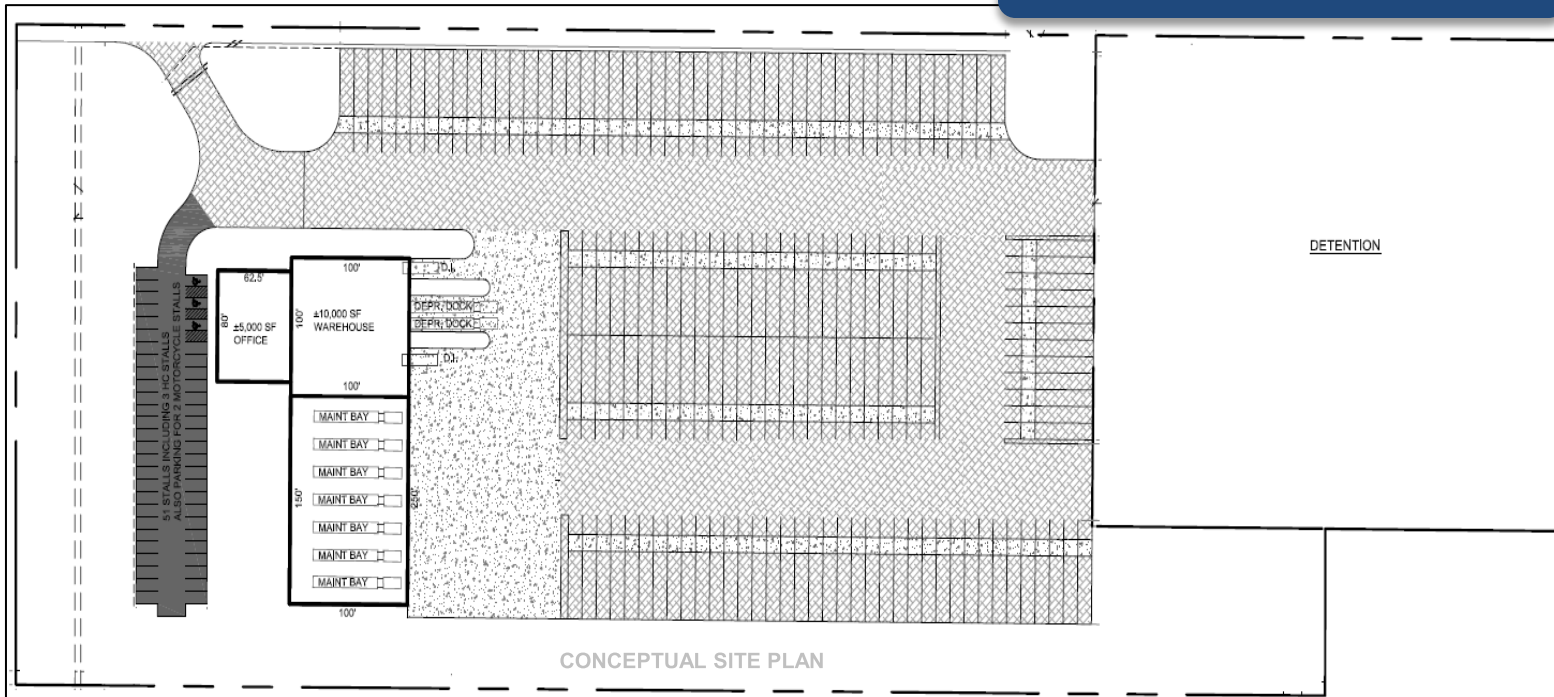 DETENTION
62.5'
80'
±5,000 SF
OFFICE
100'
100'
±10,000 SF
WAREHOUSE
100'
D.I.
DEPR. DOCK
DEPR. DOCK
D.I.
51 STALLS INCLUDING 3 HC STALLS
ALSO PARKING FOR 2 MOTORCYCLE STALLS
MAINT BAY
MAINT BAY
MAINT BAY
MAINT BAY
MAINT BAY
MAINT BAY
MAINT BAY
150'
250'
100'
CONCEPTUAL SITE PLAN